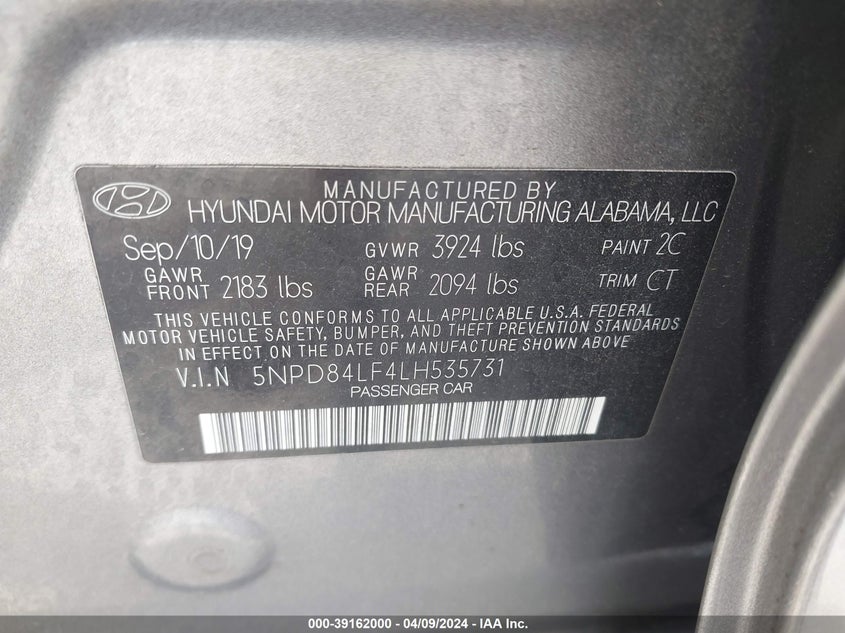 MANUFACTURED BY
HYUNDAI MOTOR MANUFACTURING ALABAMA, LLC
Sep/10/19 GVWR 3924 lbs PAINT 2C
GAWR FRONT 2183 lbs GAWR REAR 2094 lbs TRIM CT
THIS VEHICLE CONFORMS TO ALL APPLICABLE U.S.A. FEDERAL
MOTOR VEHICLE SAFETY, BUMPER, AND THEFT PREVENTION STANDARDS
IN EFFECT ON THE DATE OF MANUFACTURE SHOWN ABOVE.
V.I.N 5NPD84LF4LH535731
PASSENGER CAR
000-39162000 - 04/09/2024 - IAA Inc.